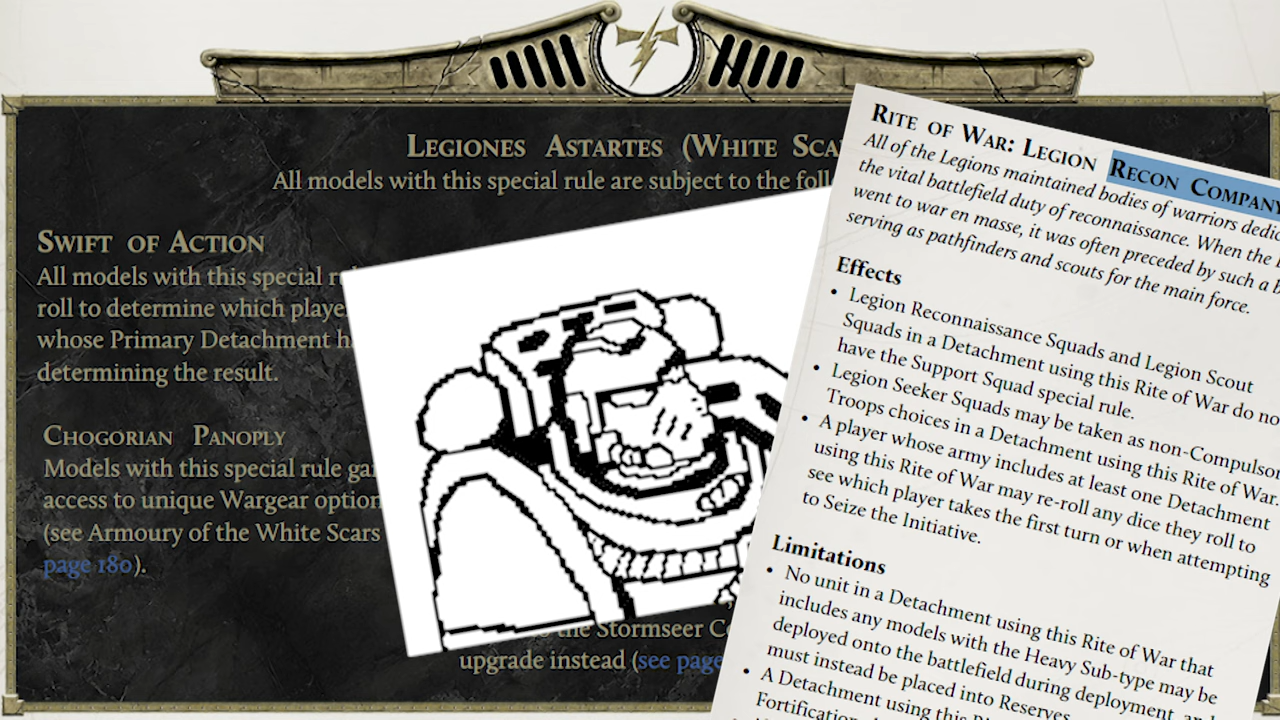 LEGIONES ASTARTES (WHITE
All models with this special rule are subject to the
SWIFT OF ACTION
All models with this special
roll to determine which
whose Primary Detachment
determining the result.
CHOGORIAN PANOPLY
Models with this special rule
access to unique Wargear
(see Armoury of the White Scars
page 180).
the Stormseer
upgrade instead (see page
RITE OF WAR: LEGION RECON COMPANY
All of the Legions maintained bodies of warriors
the vital battlefield duty of reconnaissance. When the
went to war en masse, it was often preceded by such a
serving as pathfinders and scouts for the main force.
Effects
• Legion Reconnaissance Squads and Legion Scout
Squads in a Detachment using this Rite of War do
have the Support Squad special rule.
• Legion Seeker Squads may be taken as
Troops choices in a Detachment using this Rite of War.
• A player whose army includes at least one Detachment
using this Rite of War may re-roll any dice they roll to
see which player takes the first turn or when attempting
to Seize the Initiative.
Limitations
• No unit in a Detachment using this Rite of War that
includes any models with the Heavy Sub-type may be
deployed onto the battlefield during deployment, and
must instead be placed into Reserves
• A Detachment using this